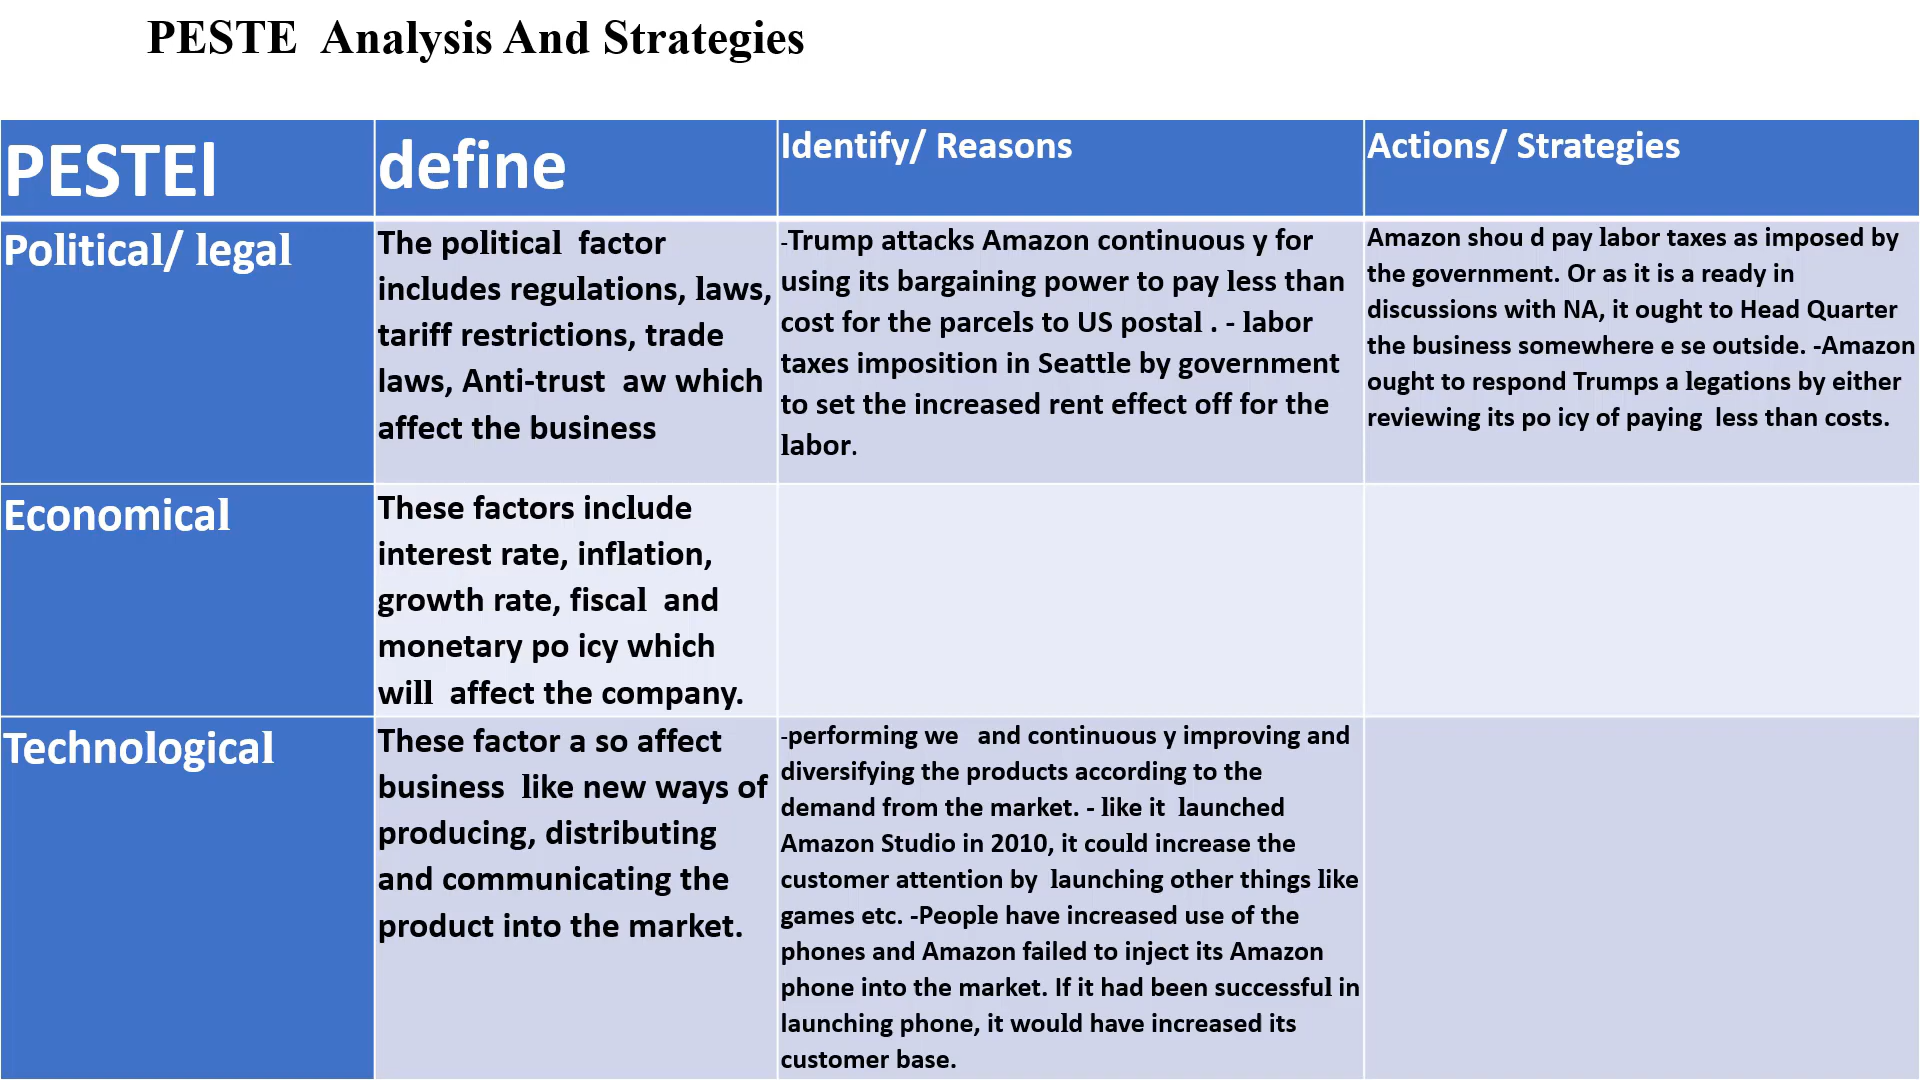 PESTE  Analysis And Strategies
PESTEl
define
Identify/ Reasons
Actions/ Strategies
Political/ legal
The political  factor
includes regulations, laws,
tariff restrictions, trade
laws, Anti-trust  aw which
affect the business
-Trump attacks Amazon continuous y for
using its bargaining power to pay less than
cost for the parcels to US postal . - labor
taxes imposition in Seattle by government
to set the increased rent effect off for the
labor.
Amazon shou d pay labor taxes as imposed by
the government. Or as it is a ready in
discussions with NA, it ought to Head Quarter
the business somewhere e se outside. -Amazon
ought to respond Trumps a legations by either
reviewing its po icy of paying  less than costs.
Economical
These factors include
interest rate, inflation,
growth rate, fiscal  and
monetary po icy which
will  affect the company.
Technological
These factor a so affect
business  like new ways of
producing, distributing
and communicating the
product into the market.
-performing we   and continuous y improving and
diversifying the products according to the
demand from the market. - like it  launched
Amazon Studio in 2010, it could increase the
customer attention by  launching other things like
games etc. -People have increased use of the
phones and Amazon failed to inject its Amazon
phone into the market. If it had been successful in
launching phone, it would have increased its
customer base.